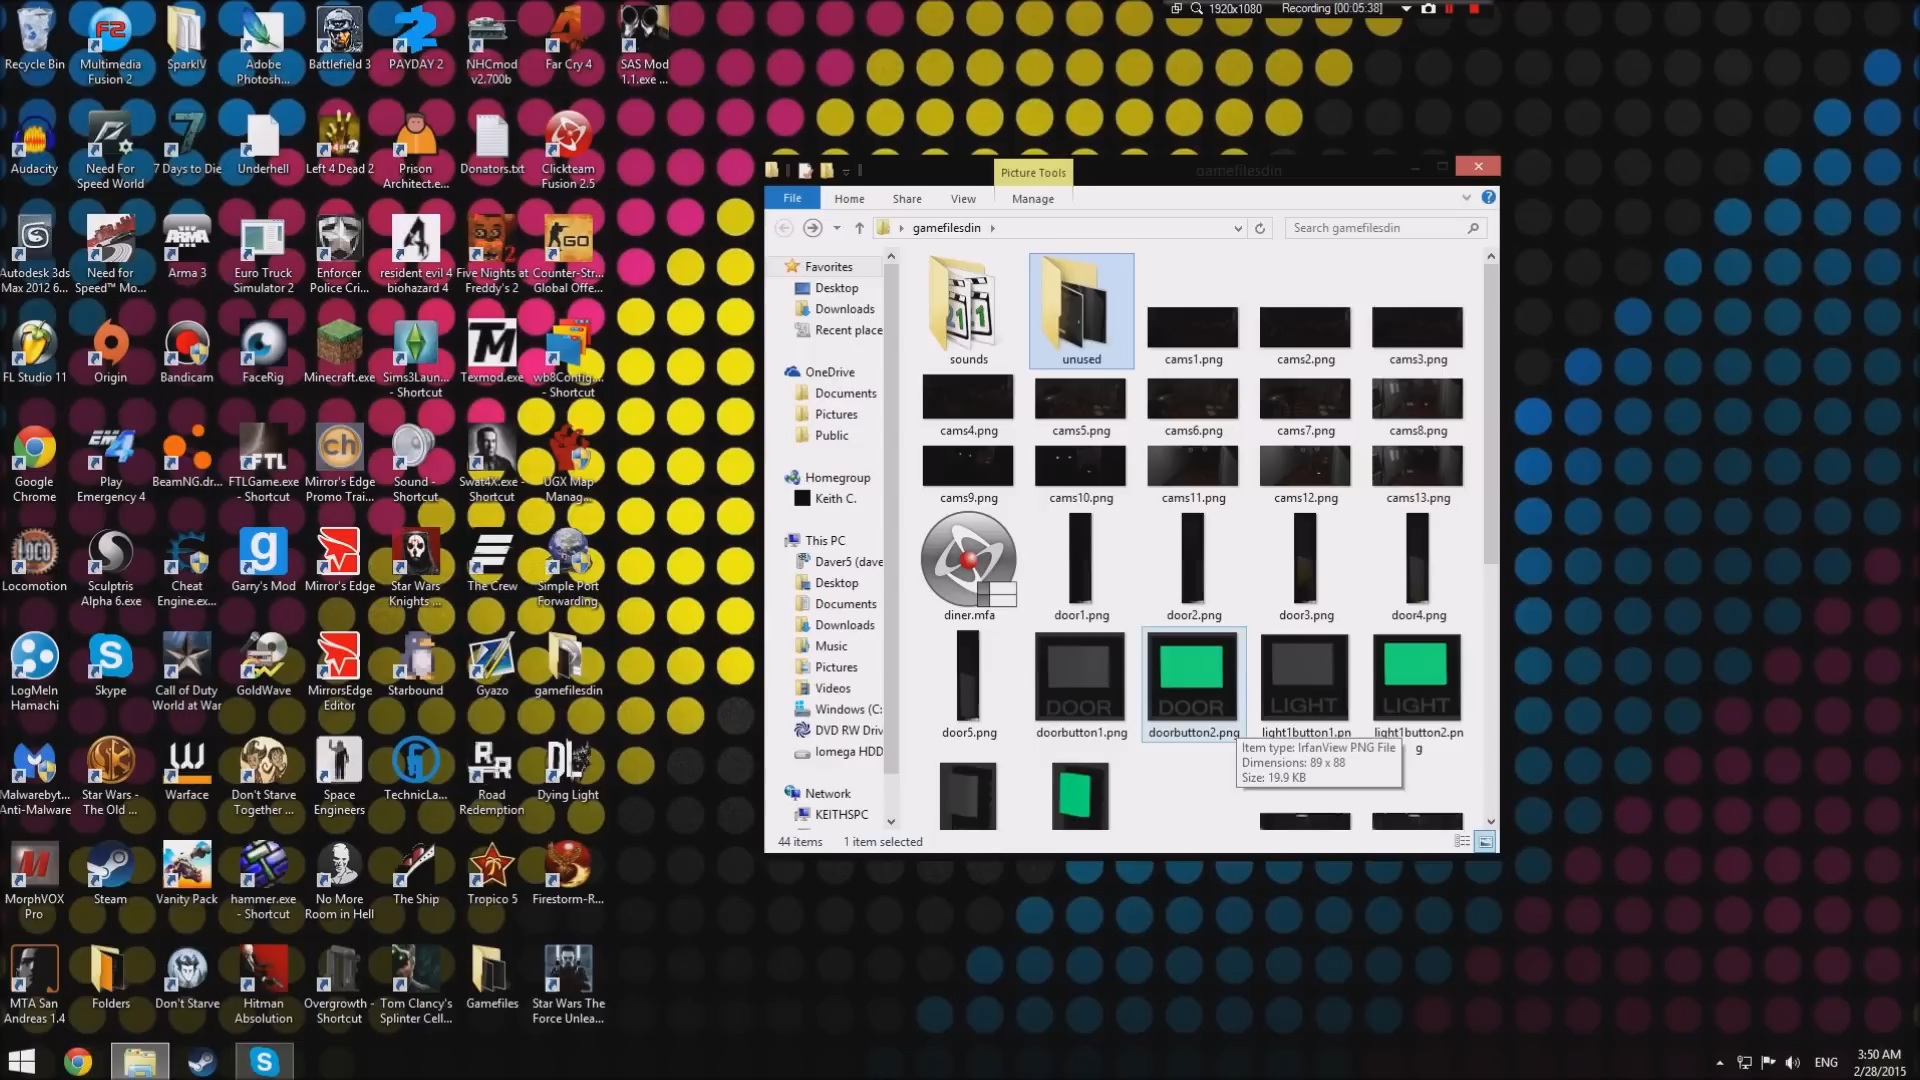 1920x1080 Recording [00:05:38]
Recycle Bin
Multimedia
Fusion 2
SparkIV
Adobe
Photosh...
Battlefield 3
PAYDAY 2
NHCmod
v2.700b
Far Cry 4
SAS Mod
1.1.exe ...
Audacity
Need For
Speed World
7 Days to Die
Underhell
Left 4 Dead 2
Prison
Architect.e...
Donators.txt
Clickteam
Fusion 2.5
Autodesk 3ds
Max 2012 6...
Need for
Speed™ Mo...
Arma 3
Euro Truck
Simulator 2
Enforcer
Police Cri...
resident evil 4
biohazard 4
Five Nights at
Freddy's 2
Counter-Str...
Global Offe...
FL Studio 11
Origin
Bandicam
FaceRig
Minecraft.exe
Sims3Laun...
- Shortcut
Texmod.exe
wb8Config...
- Shortcut
Google
Chrome
Play
Emergency 4
BeamNG.dr...
FTLGame.exe
- Shortcut
Mirror's Edge
Promo Trai...
Sound -
Shortcut
Swat4X.exe -
Shortcut
UGX Map
Manag...
Locomotion
Sculptris
Alpha 6.exe
Cheat
Engine.ex...
Garry's Mod
Mirror's Edge
Star Wars
Knights ...
The Crew
Simple Port
Forwarding
LogMeIn
Hamachi
Skype
Call of Duty
World at War
GoldWave
MirrorsEdge
Editor
Starbound
Gyazo
gamefilesdin
Malwarebyt...
Anti-Malware
Star Wars -
The Old ...
Warface
Don't Starve
Together ...
Space
Engineers
TechnicLa...
Road
Redemption
Dying Light
MorphVOX
Pro
Steam
Vanity Pack
hammer.exe
- Shortcut
No More
Room in Hell
The Ship
Tropico 5
Firestorm-R...
MTA San
Andreas 1.4
Folders
Don't Starve
Hitman
Absolution
Overgrowth -
Shortcut
Tom Clancy's
Splinter Cell...
Gamefiles
Star Wars The
Force Unlea...
Picture Tools
gamefilesdin
File Home Share View Manage
gamefilesdin
Search gamefilesdin
Favorites
Desktop
Downloads
Recent place
OneDrive
Documents
Pictures
Public
Homegroup
Keith C.
This PC
Daver5 (dave
Desktop
Documents
Downloads
Music
Pictures
Videos
Windows (C:
DVD RW Driv
Iomega HDD
Network
KEITHSPC
sounds unused cams1.png cams2.png cams3.png
cams4.png cams5.png cams6.png cams7.png cams8.png
cams9.png cams10.png cams11.png cams12.png cams13.png
diner.mfa door1.png door2.png door3.png door4.png
DOOR DOOR LIGHT LIGHT
door5.png doorbutton1.png doorbutton2.png light1button1.pn light1button2.pn
g
Item type: IrfanView PNG File
Dimensions: 89 x 88
Size: 19.9 KB
44 items 1 item selected
ENG
3:50 AM
2/28/2015